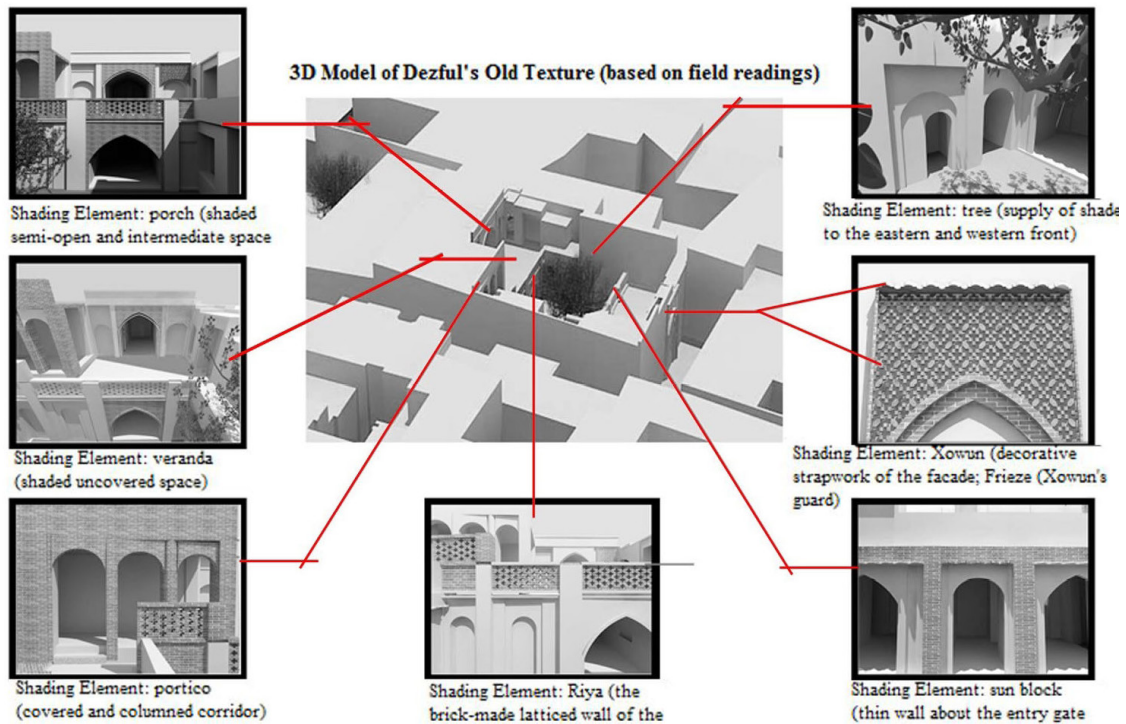 3D Model of Dezful's Old Texture (based on field readings)
Shading Element: porch (shaded
semi-open and intermediate space
Shading Element: tree (supply of shade
to the eastern and western front)
Shading Element: veranda
(shaded uncovered space)
Shading Element: Xowun (decorative
strapwork of the facade; Frieze (Xowun's
guard)
Shading Element: portico
(covered and columned corridor)
Shading Element: Riya (the
brick-made latticed wall of the
Shading Element: sun block
(thin wall about the entry gate